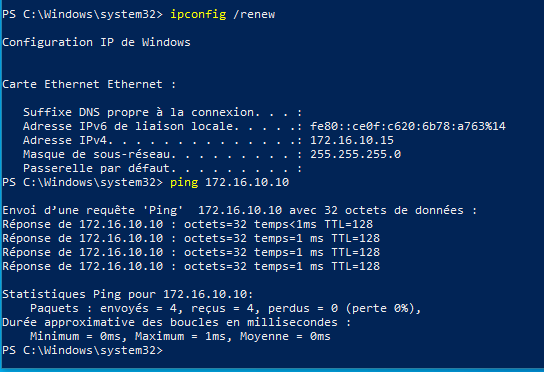 PS C:\Windows\system32> ipconfig /renew
Configuration IP de Windows
Carte Ethernet Ethernet :
Suffixe DNS propre à la connexion. . . :
Adresse IPv6 de liaison locale. . . . .: fe80::ce0f:c620:6b78:a763%14
Adresse IPv4. . . . . . . . . . . . . .: 172.16.10.15
Masque de sous-réseau. . . . . . . . . : 255.255.255.0
Passerelle par défaut. . . . . . . . . :
PS C:\Windows\system32> ping 172.16.10.10
Envoi d’une requête 'Ping'  172.16.10.10 avec 32 octets de données :
Réponse de 172.16.10.10 : octets=32 temps<1ms TTL=128
Réponse de 172.16.10.10 : octets=32 temps=1 ms TTL=128
Réponse de 172.16.10.10 : octets=32 temps=1 ms TTL=128
Réponse de 172.16.10.10 : octets=32 temps=1 ms TTL=128
Statistiques Ping pour 172.16.10.10:
Paquets : envoyés = 4, reçus = 4, perdus = 0 (perte 0%),
Durée approximative des boucles en millisecondes :
Minimum = 0ms, Maximum = 1ms, Moyenne = 0ms
PS C:\Windows\system32>